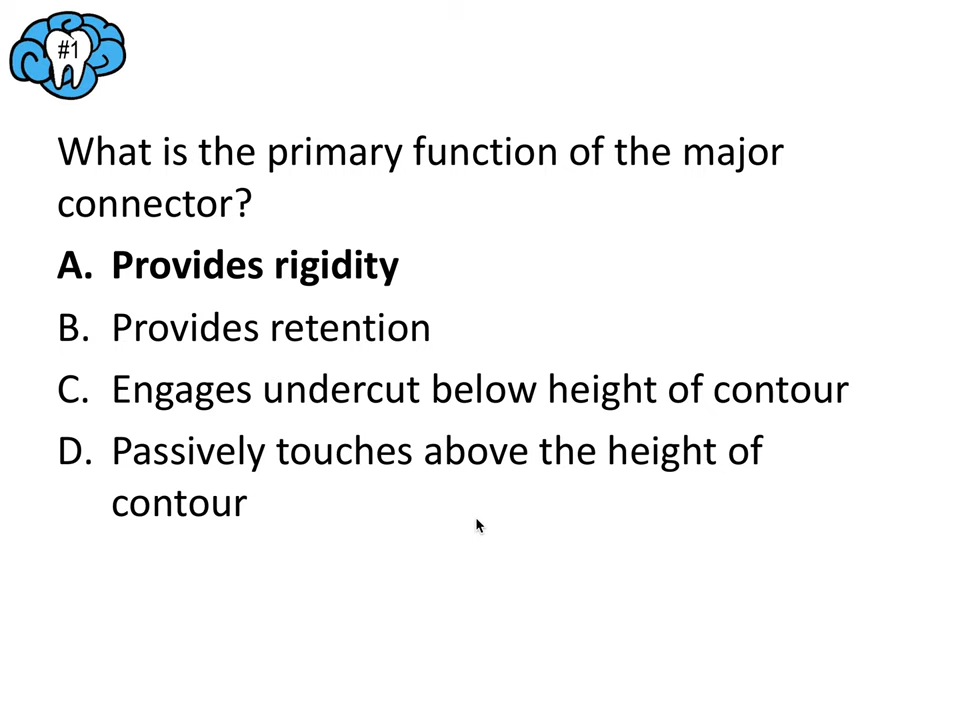 #1
What is the primary function of the major
connector?
A. Provides rigidity
B. Provides retention
C. Engages undercut below height of contour
D. Passively touches above the height of
contour